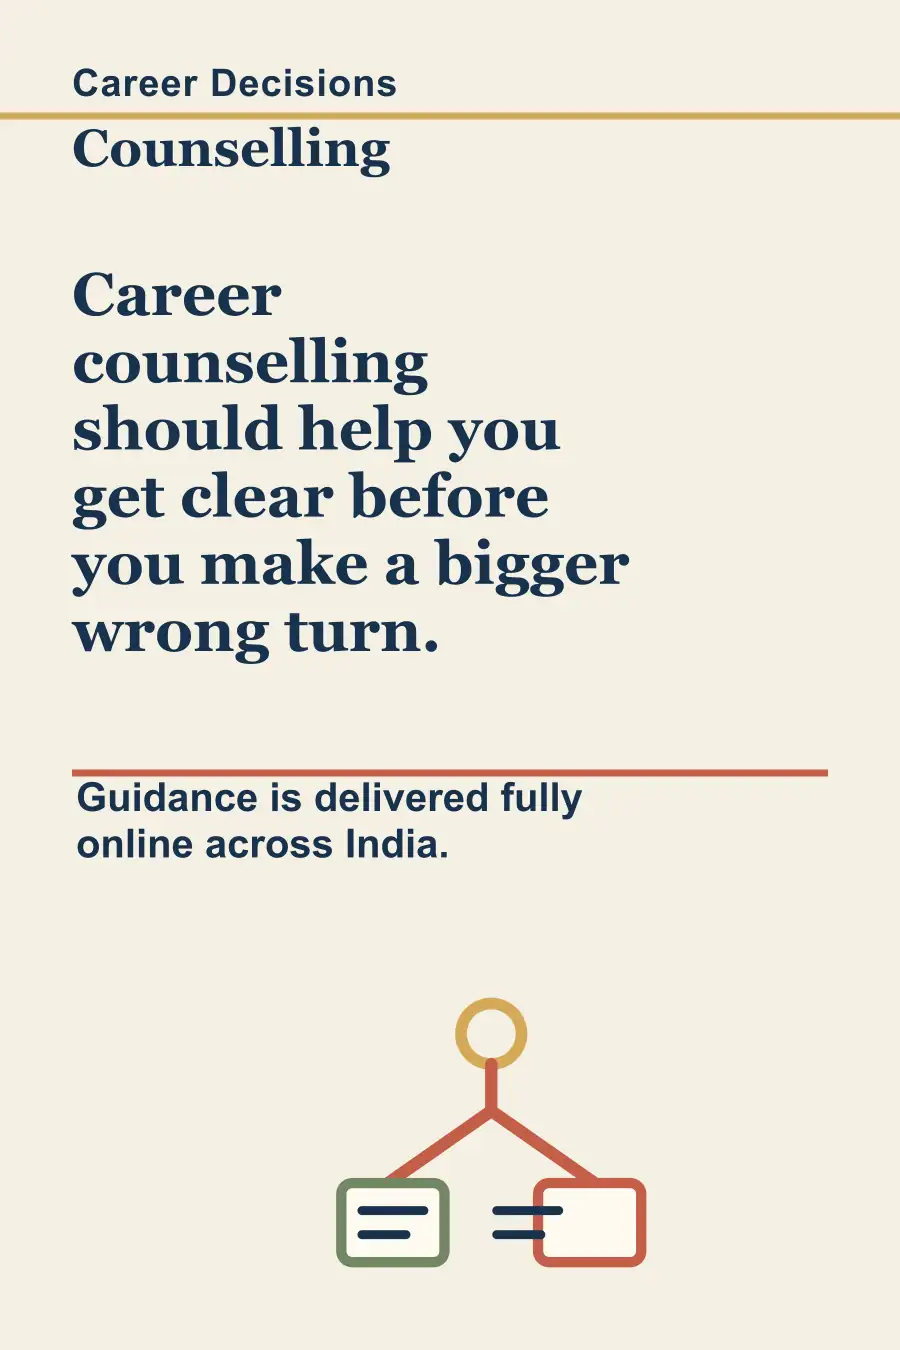 Career Decisions
Counselling
Career
counselling
should help you
get clear before
you make a bigger
wrong turn.
Guidance is delivered fully
online across India.